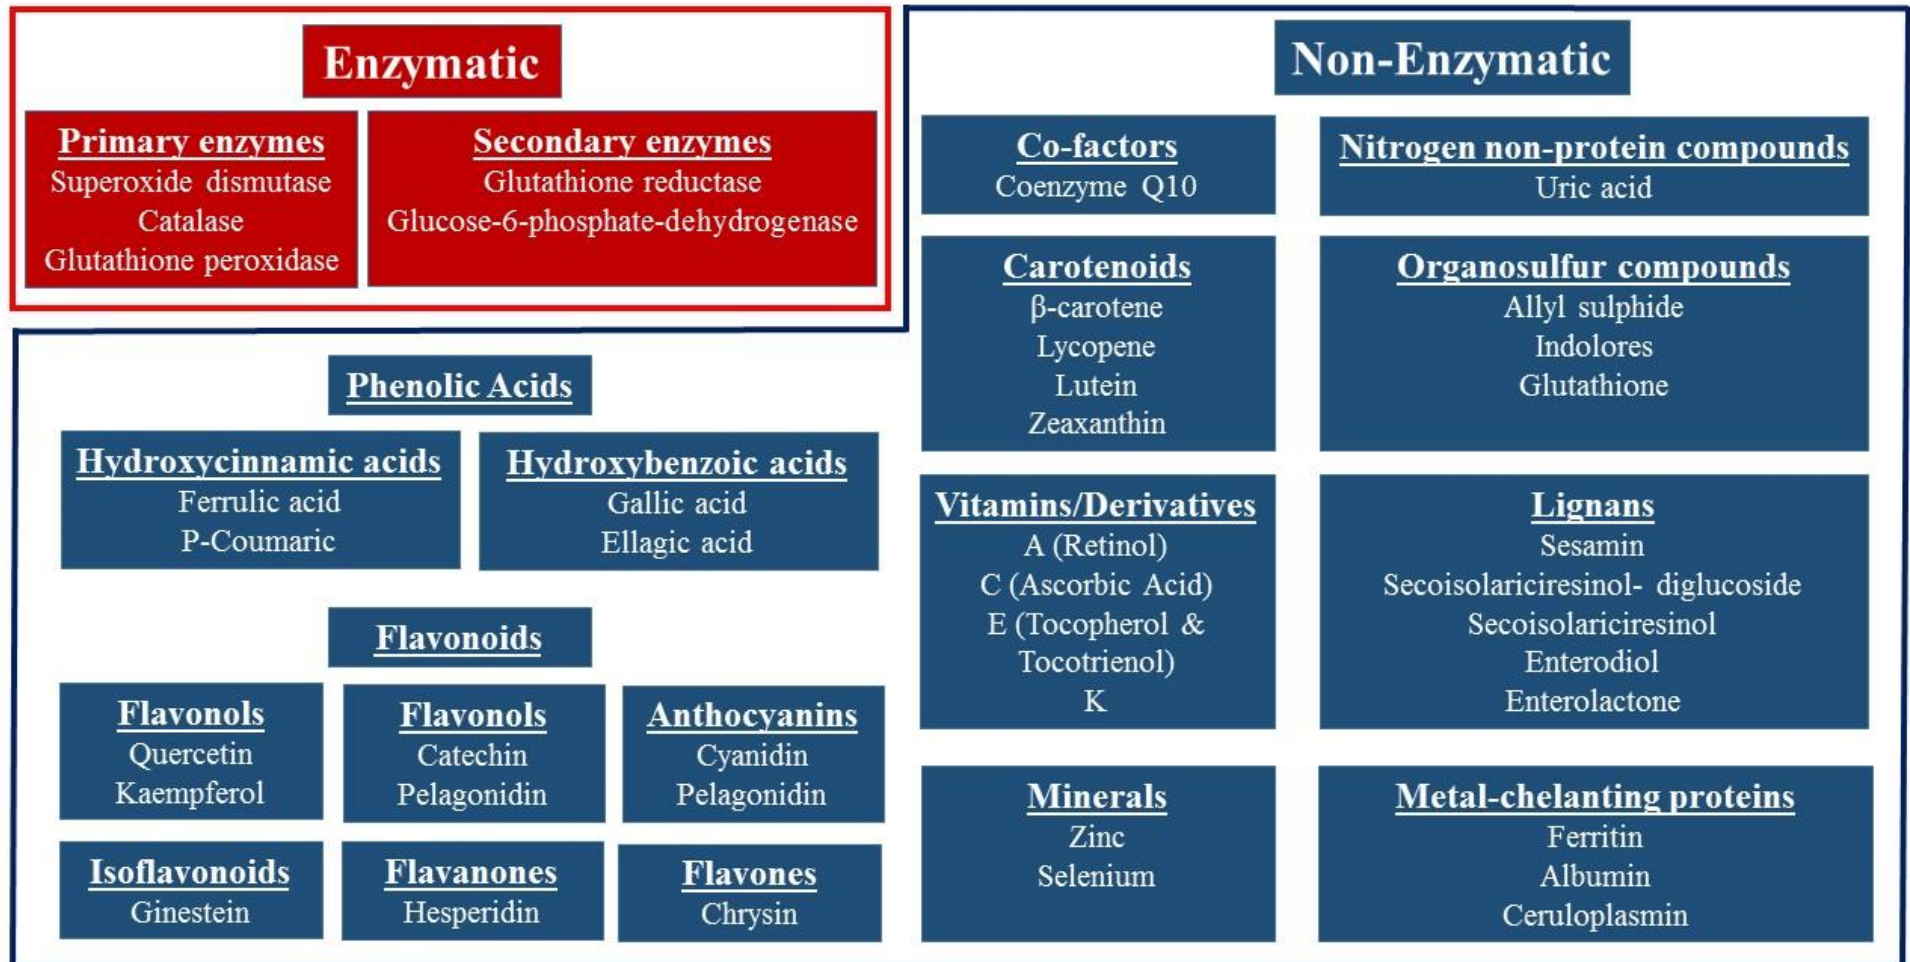 Enzymatic
Primary enzymes
Superoxide dismutase
Catalase
Glutathione peroxidase
Secondary enzymes
Glutathione reductase
Glucose-6-phosphate-dehydrogenase
Non-Enzymatic
Co-factors
Coenzyme Q10
Nitrogen non-protein compounds
Uric acid
Carotenoids
β-carotene
Lycopene
Lutein
Zeaxanthin
Organosulfur compounds
Allyl sulphide
Indolores
Glutathione
Phenolic Acids
Hydroxycinnamic acids
Ferrulic acid
P-Coumaric
Hydroxybenzoic acids
Gallic acid
Ellagic acid
Vitamins/Derivatives
A (Retinol)
C (Ascorbic Acid)
E (Tocopherol &
Tocotrienol)
K
Lignans
Sesamin
Secoisolariciresinol- diglucoside
Secoisolariciresinol
Enterodiol
Enterolactone
Flavonoids
Flavonols
Quercetin
Kaempferol
Flavonols
Catechin
Pelagonidin
Anthocyanins
Cyanidin
Pelagonidin
Isoflavonoids
Ginestein
Flavanones
Hesperidin
Flavones
Chrysin
Minerals
Zinc
Selenium
Metal-chelanting proteins
Ferritin
Albumin
Ceruloplasmin